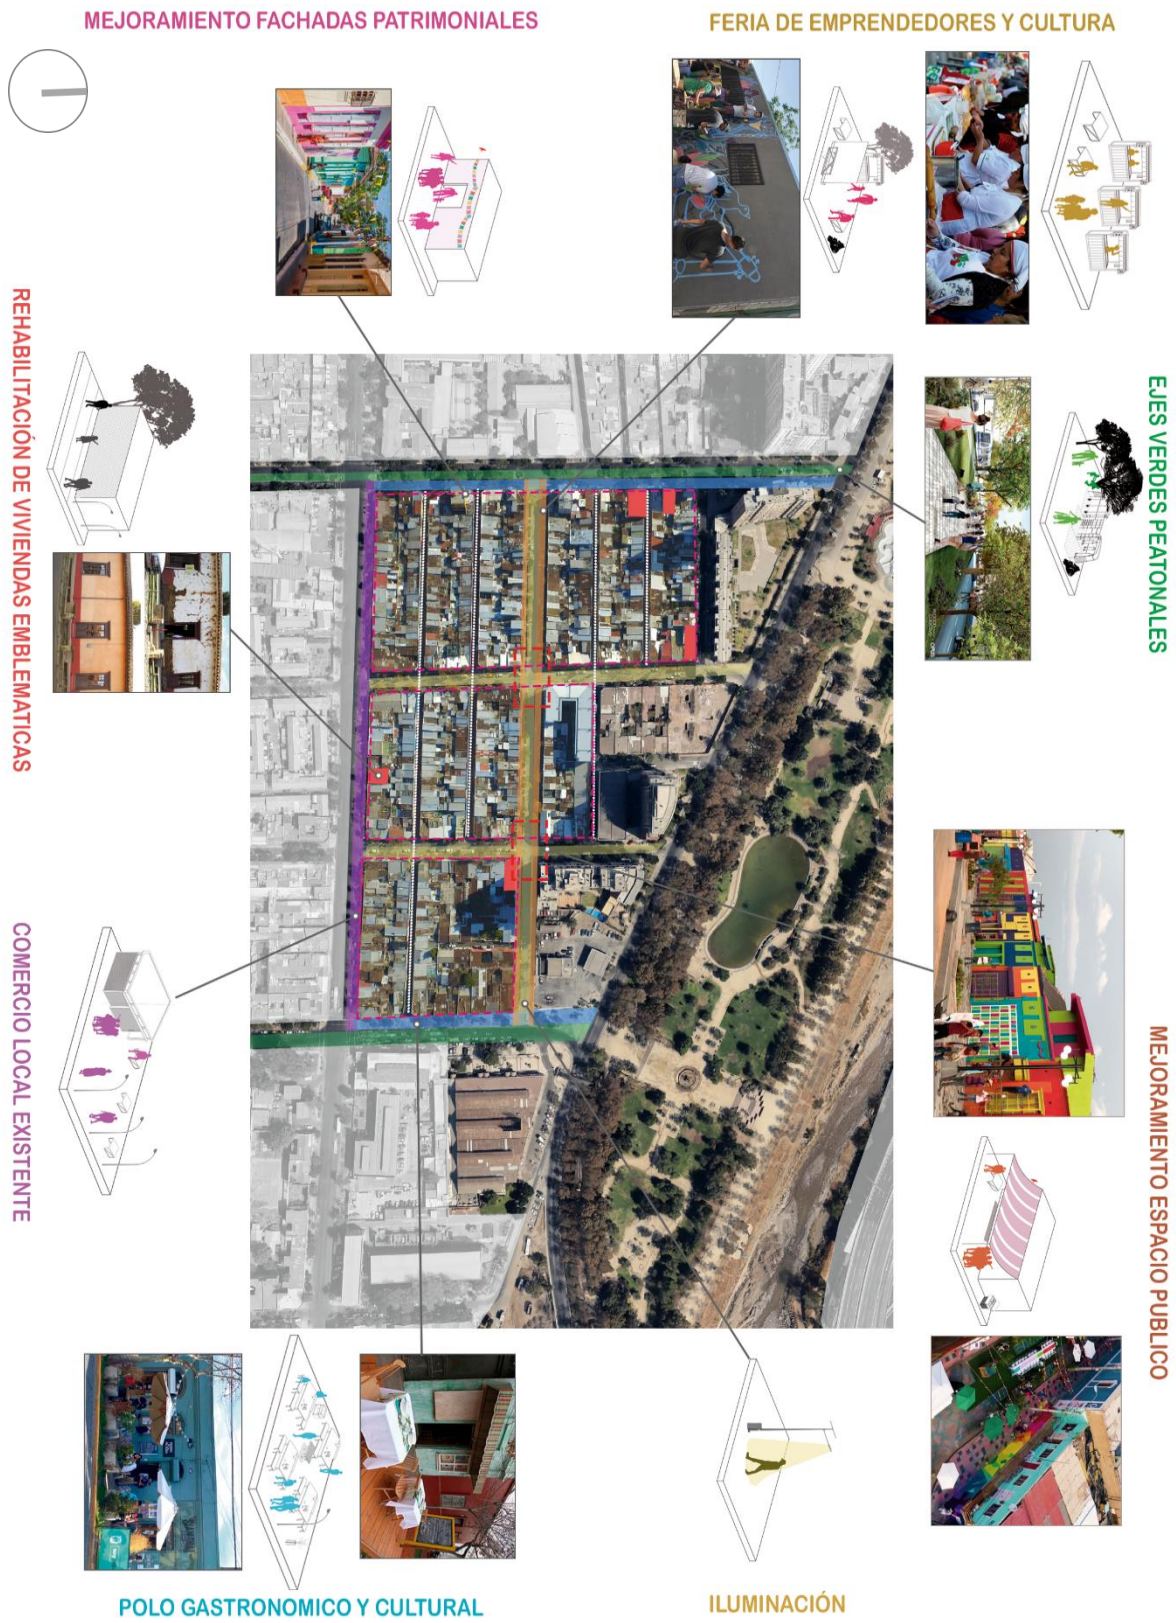 MEJORAMIENTO FACHADAS PATRIMONIALES
FERIA DE EMPRENDEDORES Y CULTURA
REHABILITACIÓN DE VIVIENDAS EMBLEMATICAS
EJES VERDES PEATONALES
COMERCIO LOCAL EXISTENTE
MEJORAMIENTO ESPACIO PUBLICO
POLO GASTRONOMICO Y CULTURAL
ILUMINACIÓN